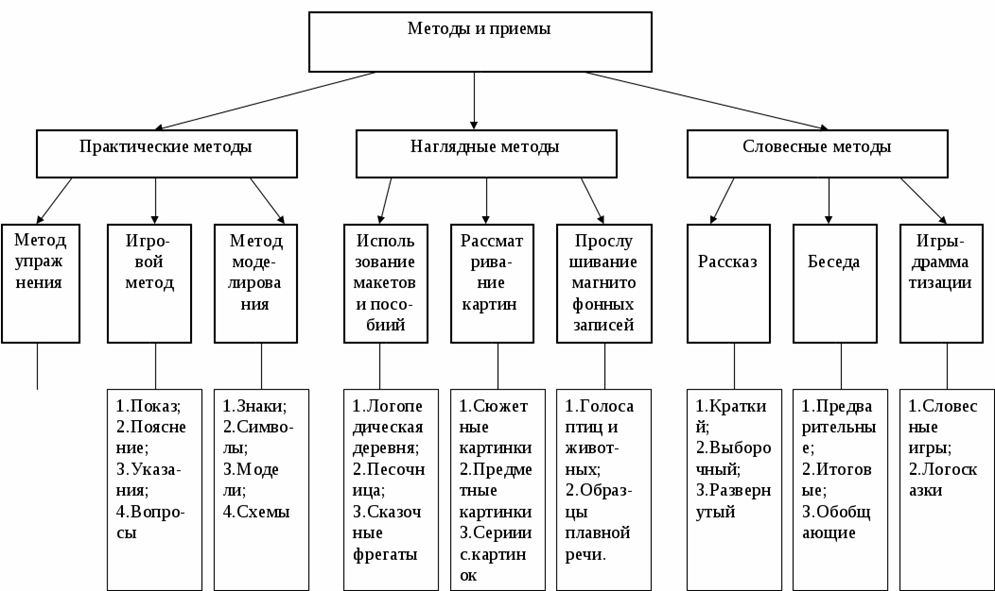 Методы и приемы
Практические методы
Наглядные методы
Словесные методы
Метод
упраж
нения
Игро-
вой
метод
Метод
моде-
лирова
ния
Исполь
зование
макетов
и посо-
биий
Рассмат
рива-
ние
картин
Прослу
шивание
магнито
фонных
записей
Рассказ
Беседа
Игры-
драмма
тизации
1.Показ;
2.Поясне
ние;
3.Указа-
ния;
4.Вопро-
сы
1.Знаки;
2.Симво-
лы;
3.Моде
ли;
4.Схемы
1.Логопе
дическая
деревня;
2.Песочн
ица;
3.Сказоч
ные
фрегаты
1.Сюжет
ные
картинки
2.Предме
тные
картинки
3.Сериии
с.картин
ок
1.Голоса
птиц и
живот-
ных;
2.Образ-
цы
плавной
речи.
1.Кратки
й;
2.Выборо
чный;
3.Разверн
утый
1.Предва
рительны
е;
2.Итогов
ые;
3.Обобщ
ающие
1.Словес
ные
игры;
2.Логоск
азки